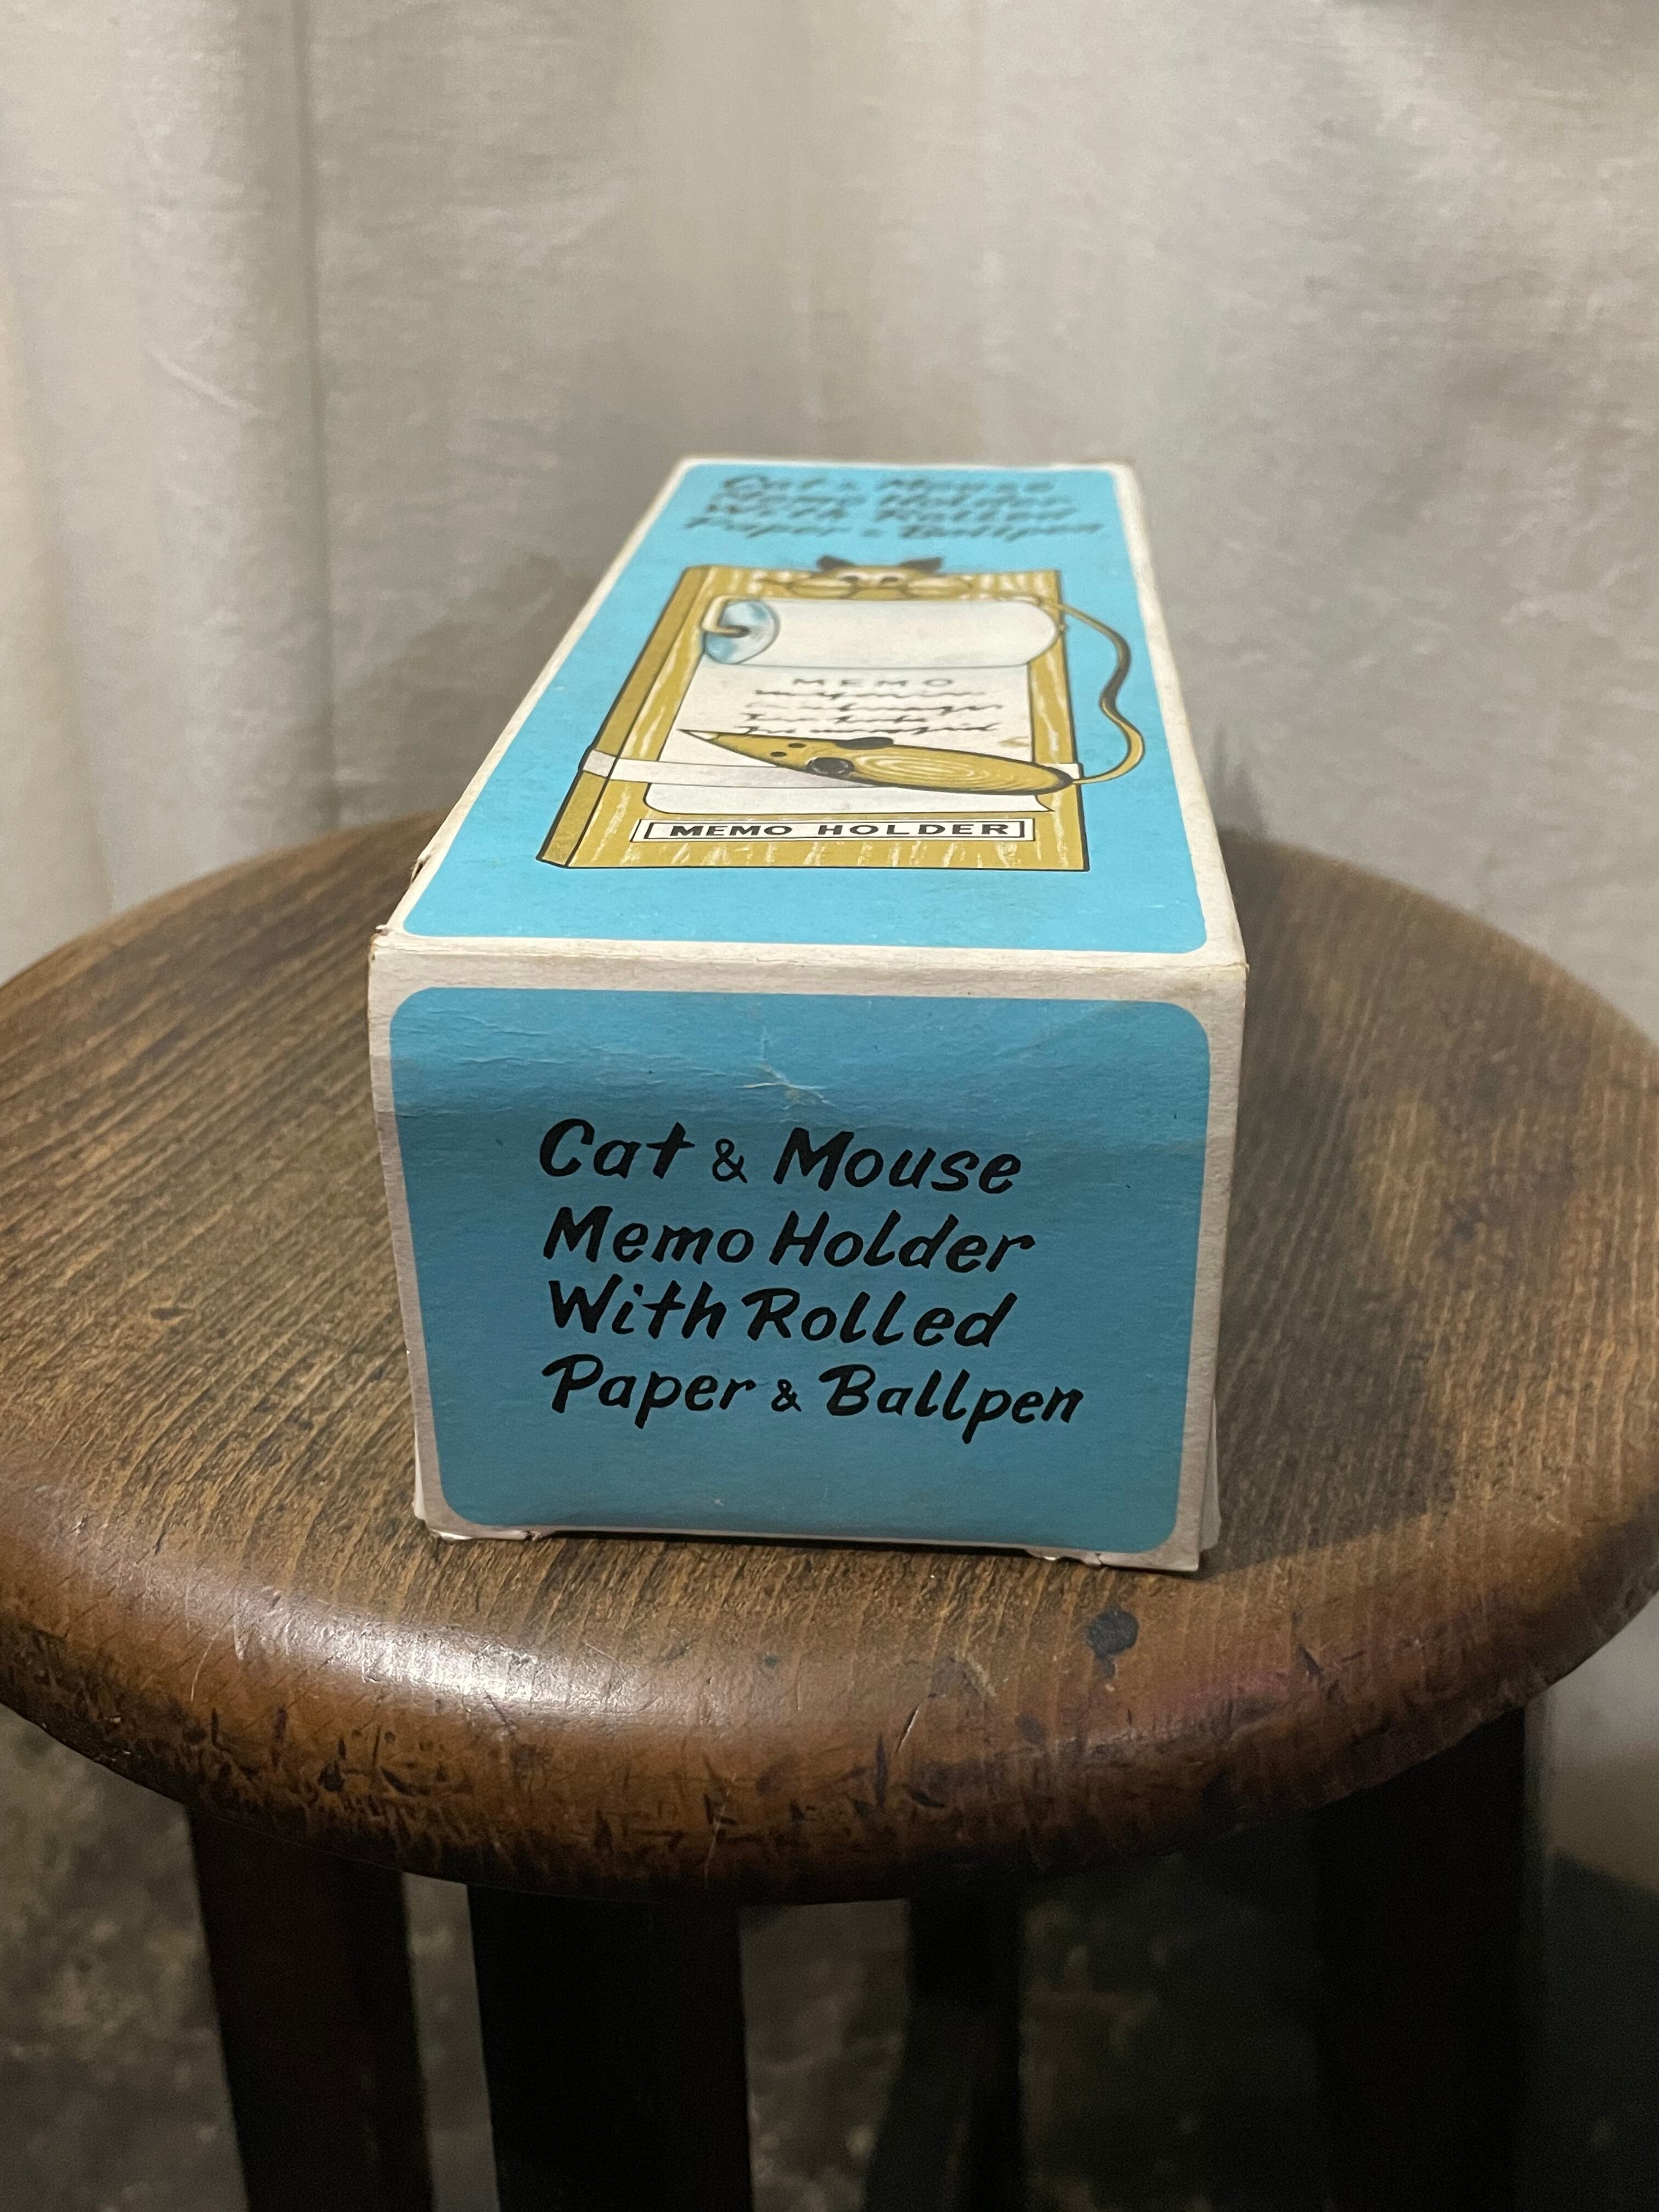 Cat & Mouse
Memo Holder
With Rolled
Paper & Ballpen
MEMO
MEMO HOLDER
Cat & Mouse
Memo Holder
With Rolled
Paper & Ballpen